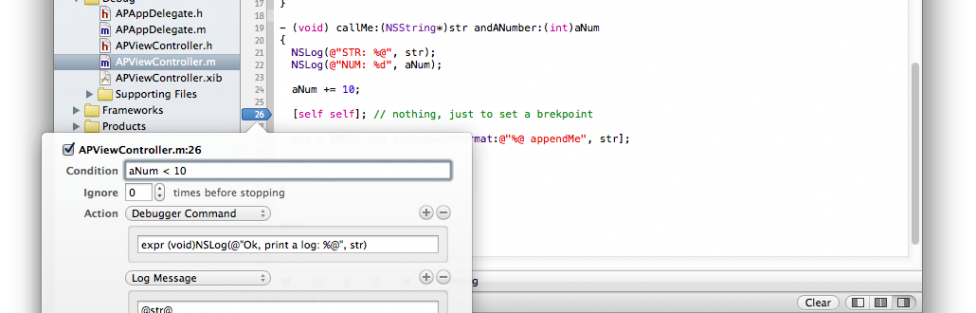 Debug
APAppDelegate.h
APAppDelegate.m
APViewController.h
APViewController.m
APViewController.xib
Supporting Files
Frameworks
Products
17 }
18
19 - (void) callMe:(NSString*)str andANumber:(int)aNum
20 {
21 NSLog(@"STR: %@", str);
22 NSLog(@"NUM: %d", aNum);
23
24 aNum += 10;
25
26 [self self]; // nothing, just to set a brekpoint
rmat:@"%@ appendMe", str];
APViewController.m:26
Condition aNum < 10
Ignore 0 times before stopping
Action Debugger Command
expr (void)NSLog(@"Ok, print a log: %@", str)
Log Message
@str@
Clear